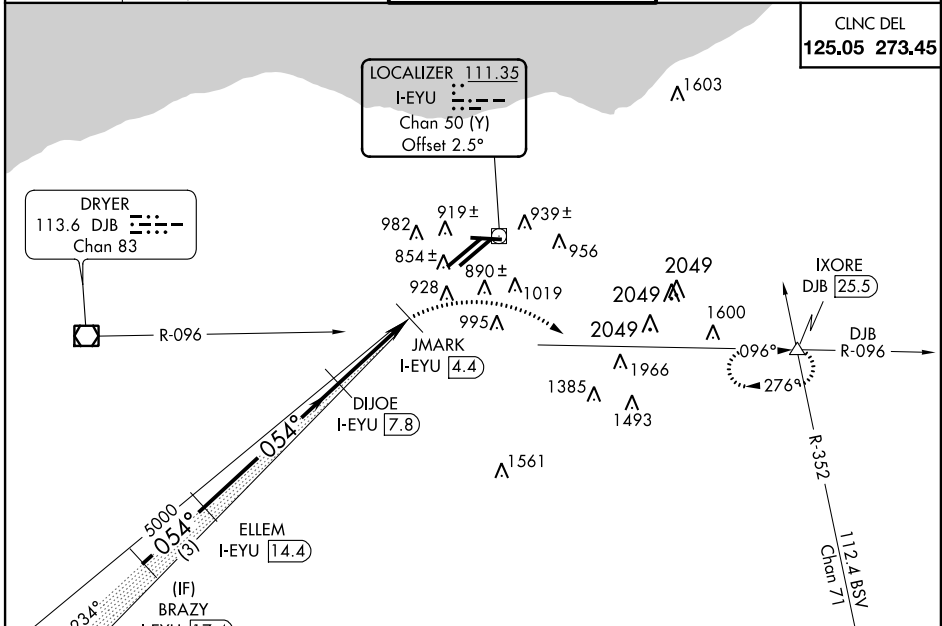 CLNC DEL
125.05 273.45
LOCALIZER 111.35
I-EYU
Chan 50 (Y)
Offset 2.5°
1603
DRYER
113.6 DJB
Chan 83
982
919±
939±
956
854±
890±
928
1019
995
2049
2049
2049
1600
1966
1385
1493
1561
IXORE
DJB 25.5
R-096
JMARK
I-EYU 4.4
096°
276°
DJB
R-096
DIJOE
I-EYU 7.8
054°
R-352
112.4 BSV
Chan 71
5000
054°
(3)
ELLEM
I-EYU 14.4
(IF)
BRAZY
234°